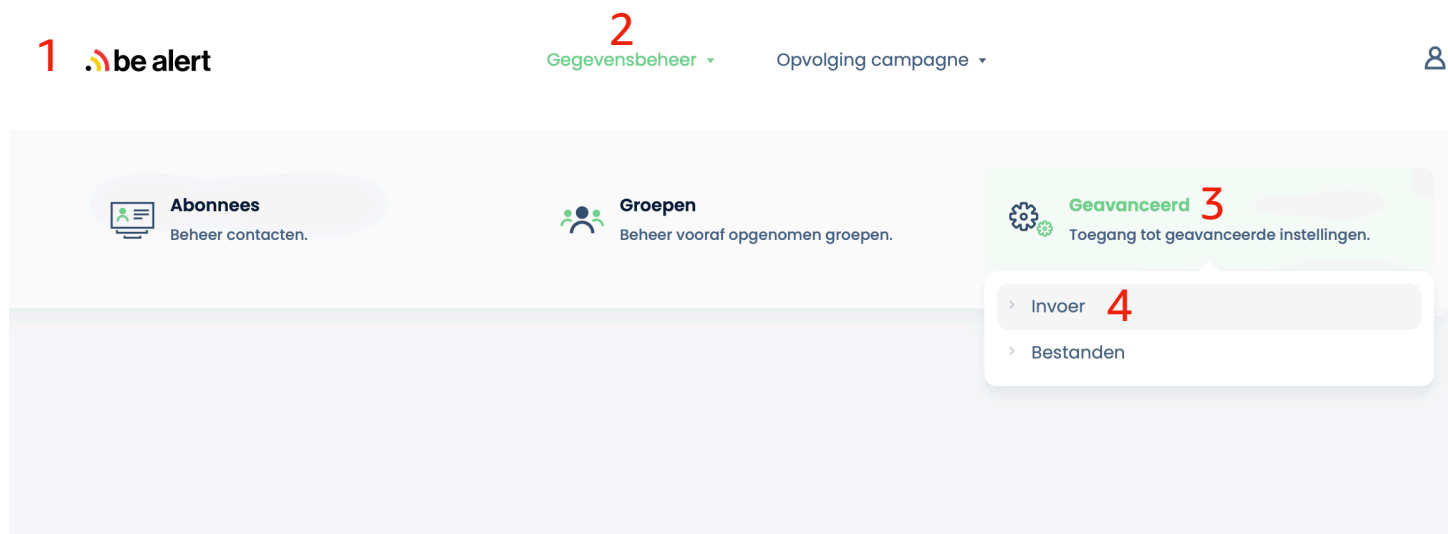 1 be alert 2 Gegevensbeheer Opvolging campagne
Abonnees
Beheer contacten.
Groepen
Beheer vooraf opgenomen groepen.
Geavanceerd 3
Toegang tot geavanceerde instellingen.
Invoer 4
Bestanden